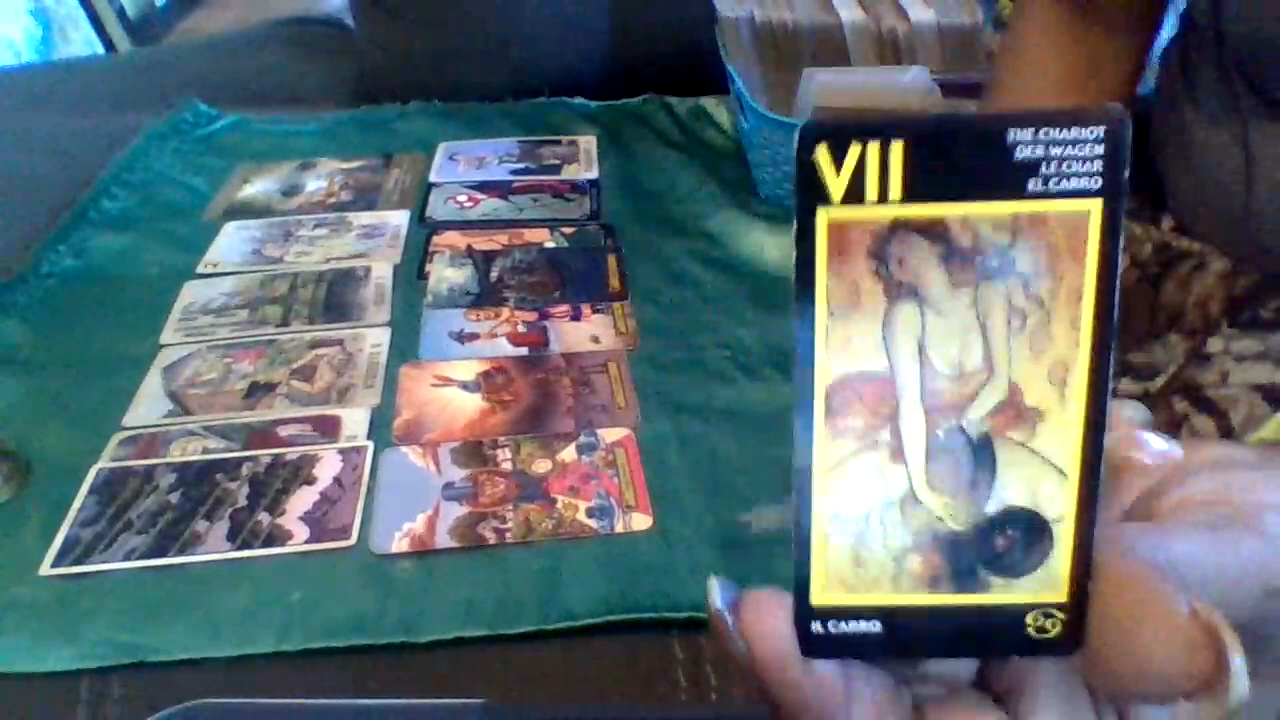 VII
THE CHARIOT
DER WAGEN
LE CHAR
EL CARRO
IL CARRO